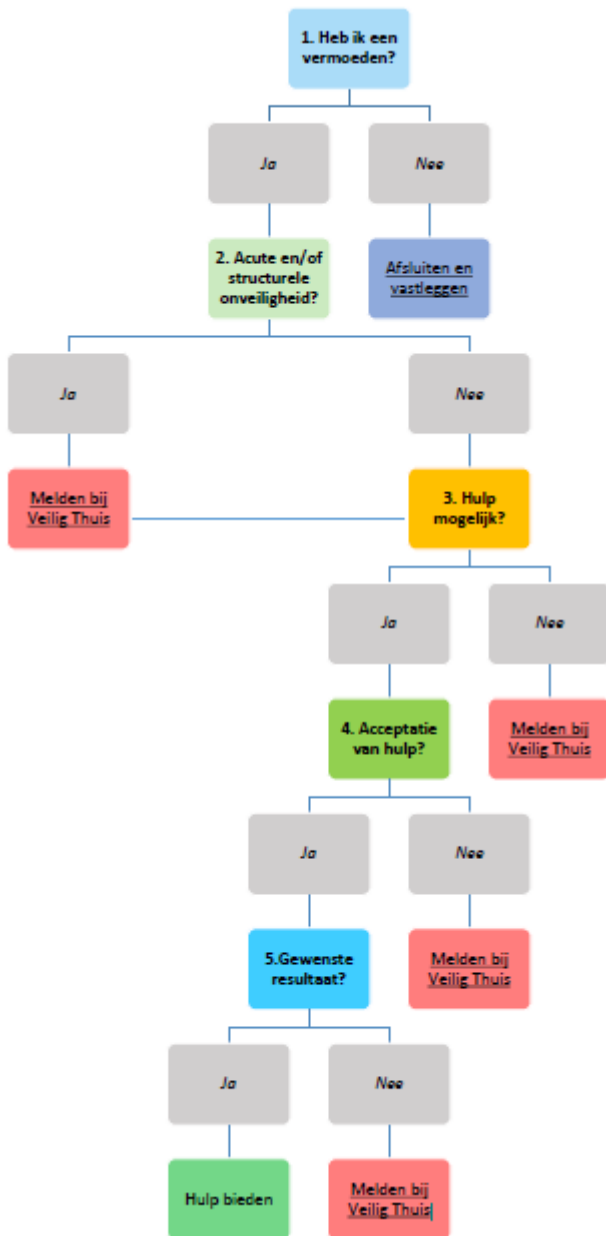 1. Heb ik een
vermoeden?
Ja
Nee
2. Acute en/of
structurele
onveiligheid?
Afsluiten en
vastleggen
Ja
Nee
Melden bij
Veilig Thuis
3. Hulp
mogelijk?
Ja
Nee
4. Acceptatie
van hulp?
Melden bij
Veilig Thuis
Ja
Nee
5.Gewenste
resultaat?
Melden bij
Veilig Thuis
Ja
Nee
Hulp bieden
Melden bij
Veilig Thuis